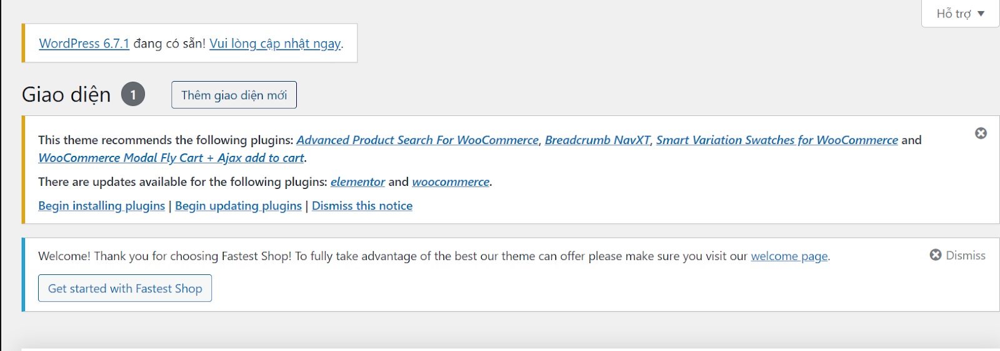 Hỗ trợ
WordPress 6.7.1 đang có sẵn! Vui lòng cập nhật ngay.
Giao diện 1 Thêm giao diện mới
This theme recommends the following plugins: Advanced Product Search For WooCommerce, Breadcrumb NavXT, Smart Variation Swatches for WooCommerce and
WooCommerce Modal Fly Cart + Ajax add to cart.
There are updates available for the following plugins: elementor and woocommerce.
Begin installing plugins | Begin updating plugins | Dismiss this notice
Welcome! Thank you for choosing Fastest Shop! To fully take advantage of the best our theme can offer please make sure you visit our welcome page. Dismiss
Get started with Fastest Shop